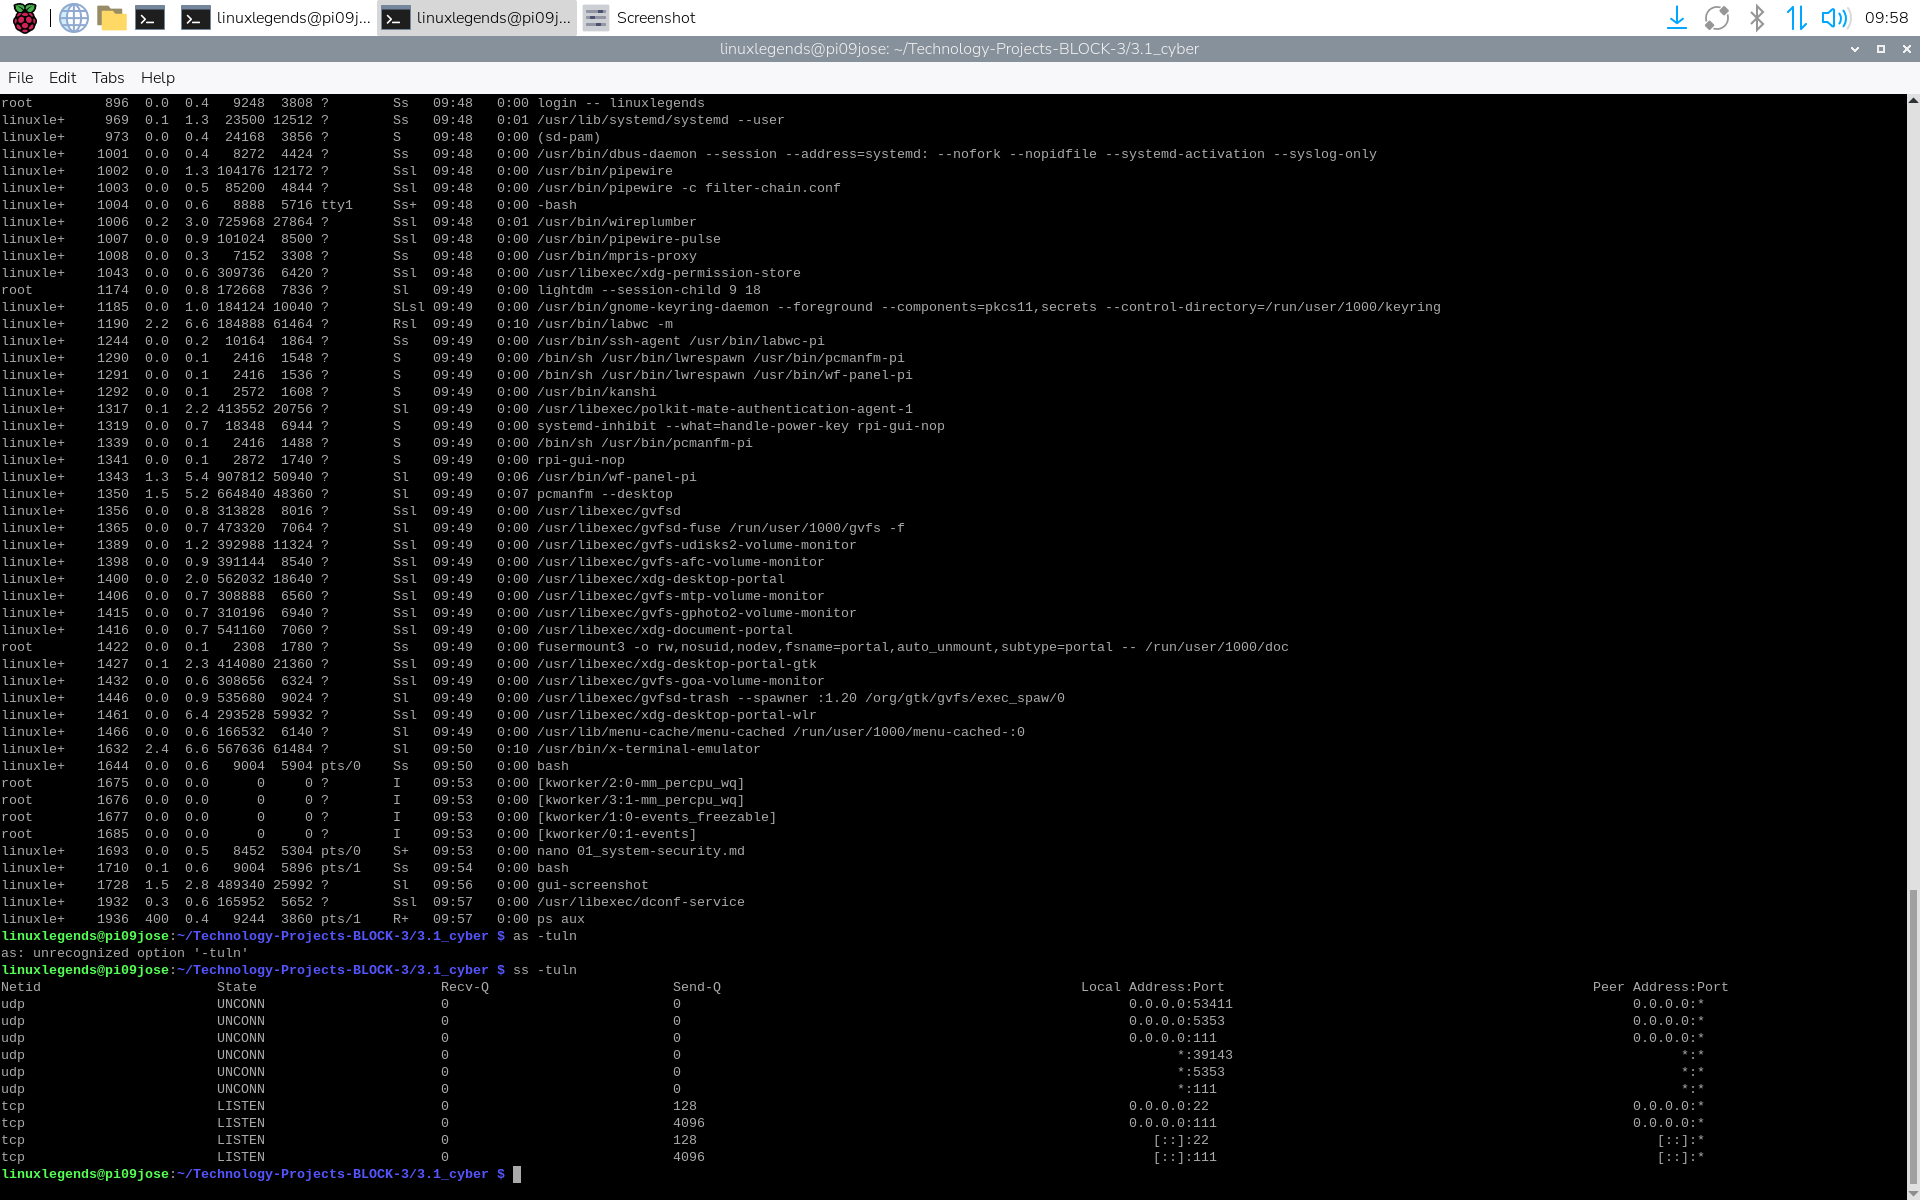 linuxlegends@pi09j... linuxlegends@pi09j... Screenshot 09:58
linuxlegends@pi09jose: ~/Technology-Projects-BLOCK-3/3.1_cyber
File Edit Tabs Help
root         896  0.0  0.4   9248  3808 ?        Ss   09:48   0:00 login -- linuxlegends
linuxle+     969  0.1  1.3  23500 12512 ?        Ss   09:48   0:01 /usr/lib/systemd/systemd --user
linuxle+     973  0.0  0.4  24168  3856 ?        S    09:48   0:00 (sd-pam)
linuxle+    1001  0.0  0.4   8272  4424 ?        Ss   09:48   0:00 /usr/bin/dbus-daemon --session --address=systemd: --nofork --nopidfile --systemd-activation --syslog-only
linuxle+    1002  0.0  1.3 104176 12172 ?        Ssl  09:48   0:00 /usr/bin/pipewire
linuxle+    1003  0.0  0.5  85200  4844 ?        Ssl  09:48   0:00 /usr/bin/pipewire -c filter-chain.conf
linuxle+    1004  0.0  0.6   8888  5716 tty1     Ss+  09:48   0:00 -bash
linuxle+    1006  0.2  3.0 725968 27864 ?        Ssl  09:48   0:01 /usr/bin/wireplumber
linuxle+    1007  0.0  0.9 101024  8500 ?        Ssl  09:48   0:00 /usr/bin/pipewire-pulse
linuxle+    1008  0.0  0.3   7152  3308 ?        Ss   09:48   0:00 /usr/bin/mpris-proxy
linuxle+    1043  0.0  0.6 309736  6420 ?        Ssl  09:48   0:00 /usr/libexec/xdg-permission-store
root        1174  0.0  0.8 172668  7836 ?        Sl   09:49   0:00 lightdm --session-child 9 18
linuxle+    1185  0.0  1.0 184124 10040 ?        SLsl 09:49   0:00 /usr/bin/gnome-keyring-daemon --foreground --components=pkcs11,secrets --control-directory=/run/user/1000/keyring
linuxle+    1190  2.2  6.6 184888 61464 ?        Rsl  09:49   0:10 /usr/bin/labwc -m
linuxle+    1244  0.0  0.2  10164  1864 ?        Ss   09:49   0:00 /usr/bin/ssh-agent /usr/bin/labwc-pi
linuxle+    1290  0.0  0.1   2416  1548 ?        S    09:49   0:00 /bin/sh /usr/bin/lwrespawn /usr/bin/pcmanfm-pi
linuxle+    1291  0.0  0.1   2416  1536 ?        S    09:49   0:00 /bin/sh /usr/bin/lwrespawn /usr/bin/wf-panel-pi
linuxle+    1292  0.0  0.1   2572  1608 ?        S    09:49   0:00 /usr/bin/kanshi
linuxle+    1317  0.1  2.2 413552 20756 ?        Sl   09:49   0:00 /usr/libexec/polkit-mate-authentication-agent-1
linuxle+    1319  0.0  0.7  18348  6944 ?        S    09:49   0:00 systemd-inhibit --what=handle-power-key rpi-gui-nop
linuxle+    1339  0.0  0.1   2416  1488 ?        S    09:49   0:00 /bin/sh /usr/bin/pcmanfm-pi
linuxle+    1341  0.0  0.1   2872  1740 ?        S    09:49   0:00 rpi-gui-nop
linuxle+    1343  1.3  5.4 907812 50940 ?        Sl   09:49   0:06 /usr/bin/wf-panel-pi
linuxle+    1350  1.5  5.2 664840 48360 ?        Sl   09:49   0:07 pcmanfm --desktop
linuxle+    1356  0.0  0.8 313828  8016 ?        Ssl  09:49   0:00 /usr/libexec/gvfsd
linuxle+    1365  0.0  0.7 473320  7064 ?        Sl   09:49   0:00 /usr/libexec/gvfsd-fuse /run/user/1000/gvfs -f
linuxle+    1389  0.0  1.2 392988 11324 ?        Ssl  09:49   0:00 /usr/libexec/gvfs-udisks2-volume-monitor
linuxle+    1398  0.0  0.9 391144  8540 ?        Ssl  09:49   0:00 /usr/libexec/gvfs-afc-volume-monitor
linuxle+    1400  0.0  2.0 562032 18640 ?        Ssl  09:49   0:00 /usr/libexec/xdg-desktop-portal
linuxle+    1406  0.0  0.7 308888  6560 ?        Ssl  09:49   0:00 /usr/libexec/gvfs-mtp-volume-monitor
linuxle+    1415  0.0  0.7 310196  6940 ?        Ssl  09:49   0:00 /usr/libexec/gvfs-gphoto2-volume-monitor
linuxle+    1416  0.0  0.7 541160  7060 ?        Ssl  09:49   0:00 /usr/libexec/xdg-document-portal
root        1422  0.0  0.1   2308  1780 ?        Ss   09:49   0:00 fusermount3 -o rw,nosuid,nodev,fsname=portal,auto_unmount,subtype=portal -- /run/user/1000/doc
linuxle+    1427  0.1  2.3 414080 21360 ?        Ssl  09:49   0:00 /usr/libexec/xdg-desktop-portal-gtk
linuxle+    1432  0.0  0.6 308656  6324 ?        Ssl  09:49   0:00 /usr/libexec/gvfs-goa-volume-monitor
linuxle+    1446  0.0  0.9 535680  9024 ?        Sl   09:49   0:00 /usr/libexec/gvfsd-trash --spawner :1.20 /org/gtk/gvfs/exec_spaw/0
linuxle+    1461  0.0  6.4 293528 59932 ?        Ssl  09:49   0:00 /usr/libexec/xdg-desktop-portal-wlr
linuxle+    1466  0.0  0.6 166532  6140 ?        Sl   09:49   0:00 /usr/lib/menu-cache/menu-cached /run/user/1000/menu-cached-:0
linuxle+    1632  2.4  6.6 567636 61484 ?        Sl   09:50   0:10 /usr/bin/x-terminal-emulator
linuxle+    1644  0.0  0.6   9004  5904 pts/0    Ss   09:50   0:00 bash
root        1675  0.0  0.0      0     0 ?        I    09:53   0:00 [kworker/2:0-mm_percpu_wq]
root        1676  0.0  0.0      0     0 ?        I    09:53   0:00 [kworker/3:1-mm_percpu_wq]
root        1677  0.0  0.0      0     0 ?        I    09:53   0:00 [kworker/1:0-events_freezable]
root        1685  0.0  0.0      0     0 ?        I    09:53   0:00 [kworker/0:1-events]
linuxle+    1693  0.0  0.5   8452  5304 pts/0    S+   09:53   0:00 nano 01_system-security.md
linuxle+    1710  0.1  0.6   9004  5896 pts/1    Ss   09:54   0:00 bash
linuxle+    1728  1.5  2.8 489340 25992 ?        Sl   09:56   0:00 gui-screenshot
linuxle+    1932  0.3  0.6 165952  5652 ?        Ssl  09:57   0:00 /usr/libexec/dconf-service
linuxle+    1936  400  0.4   9244  3860 pts/1    R+   09:57   0:00 ps aux
linuxlegends@pi09jose:~/Technology-Projects-BLOCK-3/3.1_cyber $ as -tuln
as: unrecognized option '-tuln'
linuxlegends@pi09jose:~/Technology-Projects-BLOCK-3/3.1_cyber $ ss -tuln
Netid State Recv-Q Send-Q Local Address:Port Peer Address:Port
udp UNCONN 0 0 0.0.0.0:53411 0.0.0.0:*
udp UNCONN 0 0 0.0.0.0:5353 0.0.0.0:*
udp UNCONN 0 0 0.0.0.0:111 0.0.0.0:*
udp UNCONN 0 0 *:39143 *:*
udp UNCONN 0 0 *:5353 *:*
udp UNCONN 0 0 *:111 *:*
tcp LISTEN 0 128 0.0.0.0:22 0.0.0.0:*
tcp LISTEN 0 4096 0.0.0.0:111 0.0.0.0:*
tcp LISTEN 0 128 [::]:22 [::]:*
tcp LISTEN 0 4096 [::]:111 [::]:*
linuxlegends@pi09jose:~/Technology-Projects-BLOCK-3/3.1_cyber $